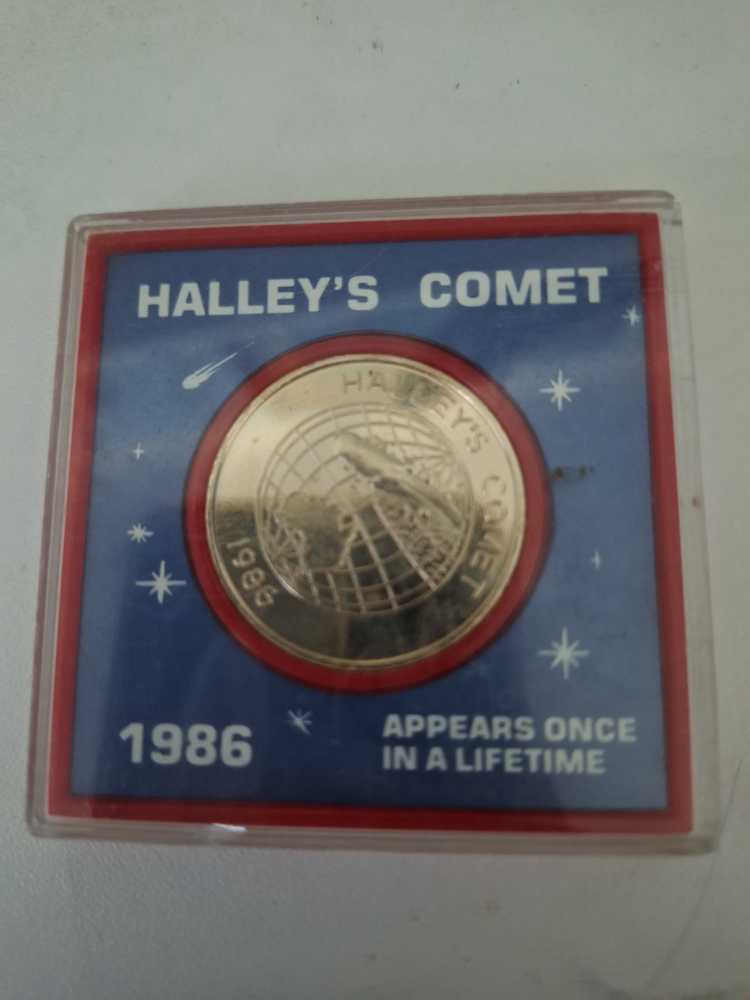 HALLEY'S COMET
HALLEY'S COMET
1986
1986
APPEARS ONCE
IN A LIFETIME